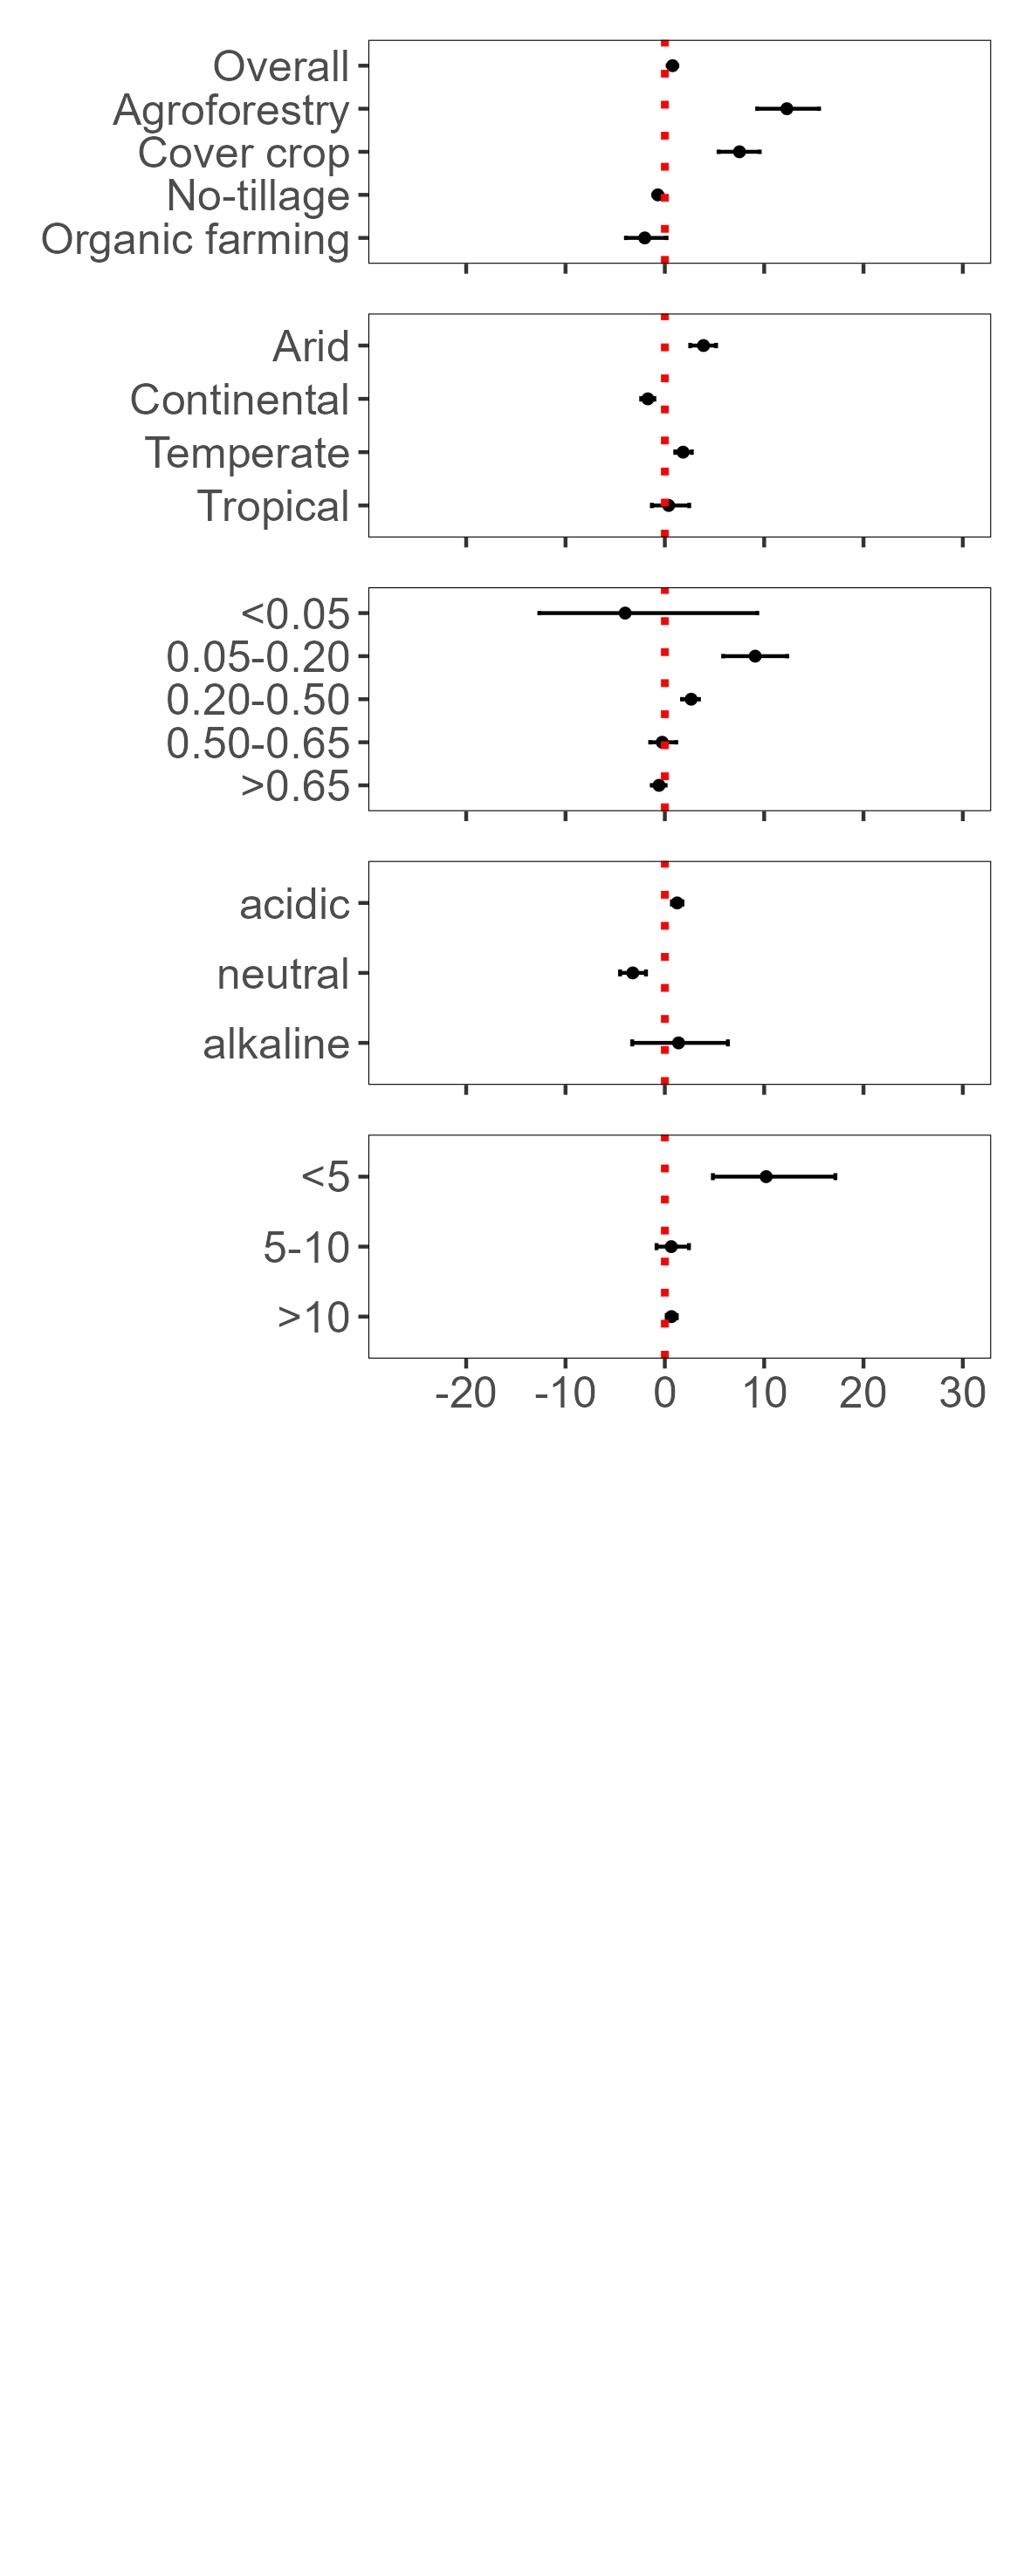 Overall
Agroforestry
Cover crop
No-tillage
Organic farming
Arid
Continental
Temperate
Tropical
<0.05
0.05-0.20
0.20-0.50
0.50-0.65
>0.65
acidic
neutral
alkaline
<5
5-10
>10
-20 -10 0 10 20 30